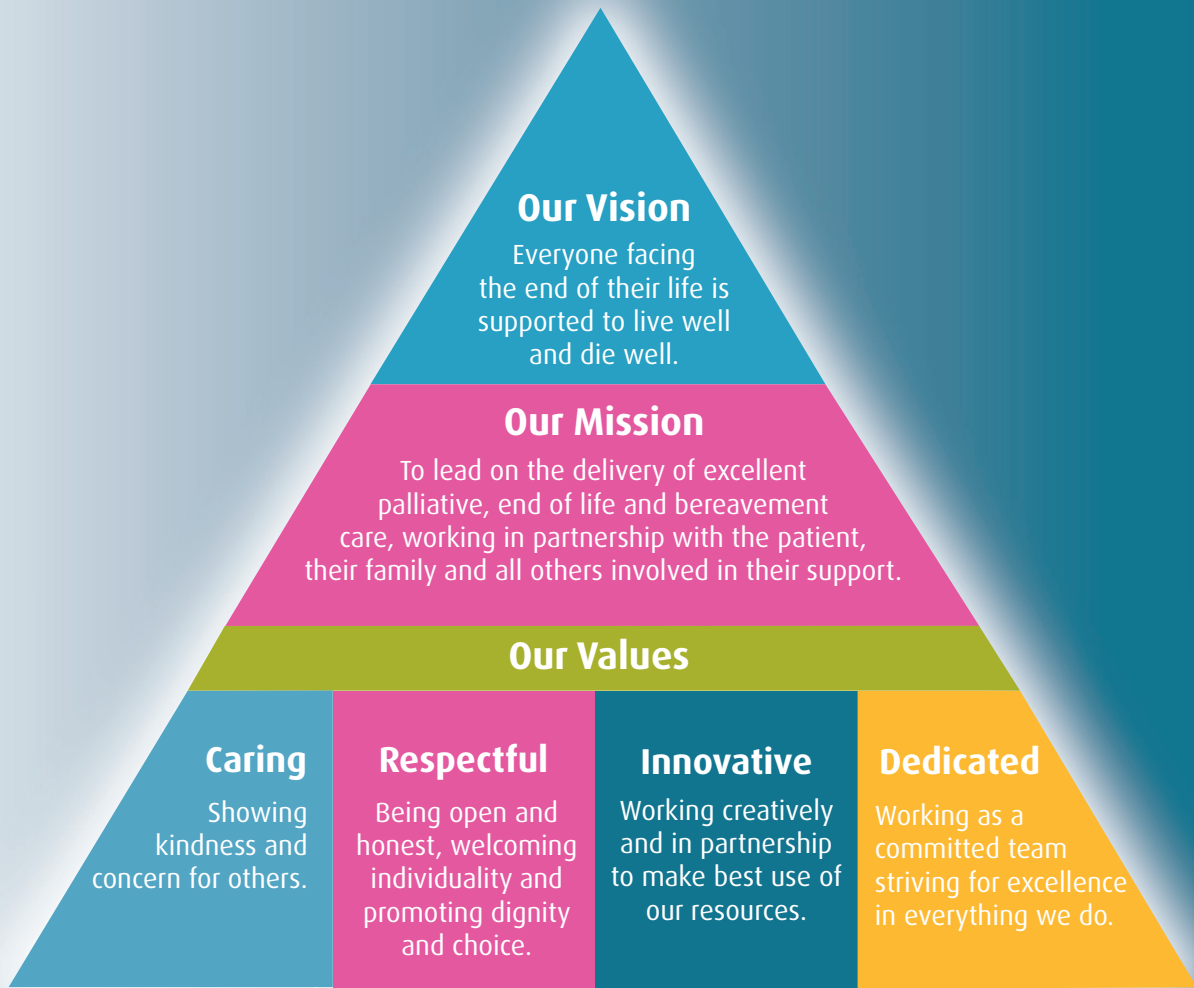 Our Vision
Everyone facing
the end of their life is
supported to live well
and die well.
Our Mission
To lead on the delivery of excellent
palliative, end of life and bereavement
care, working in partnership with the patient,
their family and all others involved in their support.
Our Values
Caring
Showing
kindness and
concern for others.
Respectful
Being open and
honest, welcoming
individuality and
promoting dignity
and choice.
Innovative
Working creatively
and in partnership
to make best use of
our resources.
Dedicated
Working as a
committed team
striving for excellence
in everything we do.